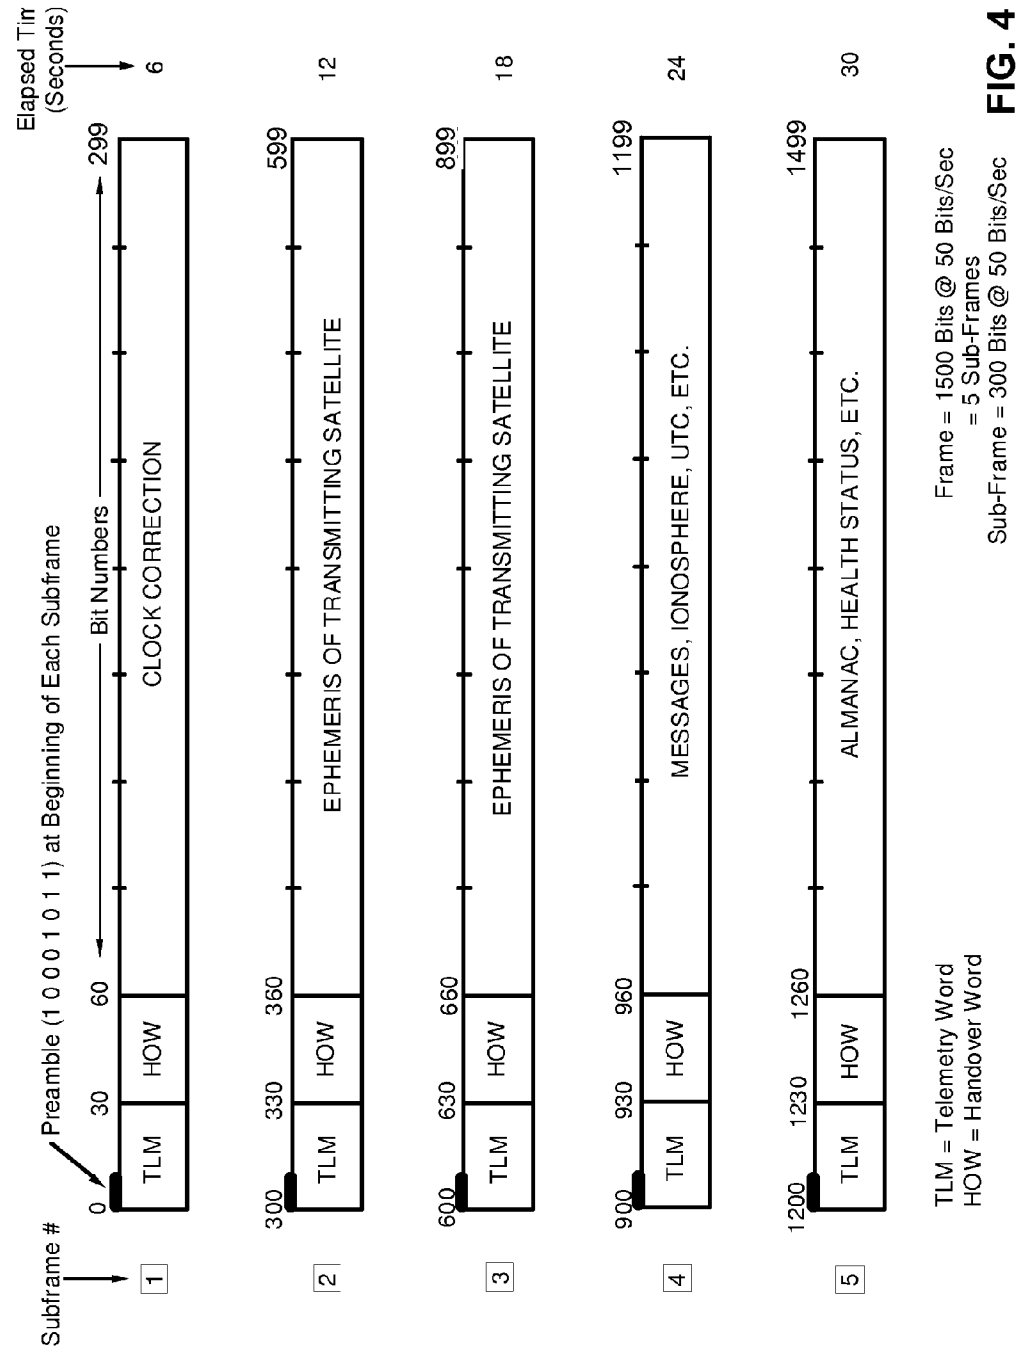 Elapsed Tim
(Seconds)
Preamble (1 0 0 0 1 0 1 1) at Beginning of Each Subframe
Subframe #
0 30 60 Bit Numbers 299
1 TLM HOW CLOCK CORRECTION 6
300 330 360 599
2 TLM HOW EPHEMERIS OF TRANSMITTING SATELLITE 12
600 630 660 899
3 TLM HOW EPHEMERIS OF TRANSMITTING SATELLITE 18
900 930 960 1199
4 TLM HOW MESSAGES, IONOSPHERE, UTC, ETC. 24
1200 1230 1260 1499
5 TLM HOW ALMANAC, HEALTH STATUS, ETC. 30
TLM = Telemetry Word
HOW = Handover Word
Frame = 1500 Bits @ 50 Bits/Sec
= 5 Sub-Frames
Sub-Frame = 300 Bits @ 50 Bits/Sec
FIG. 4